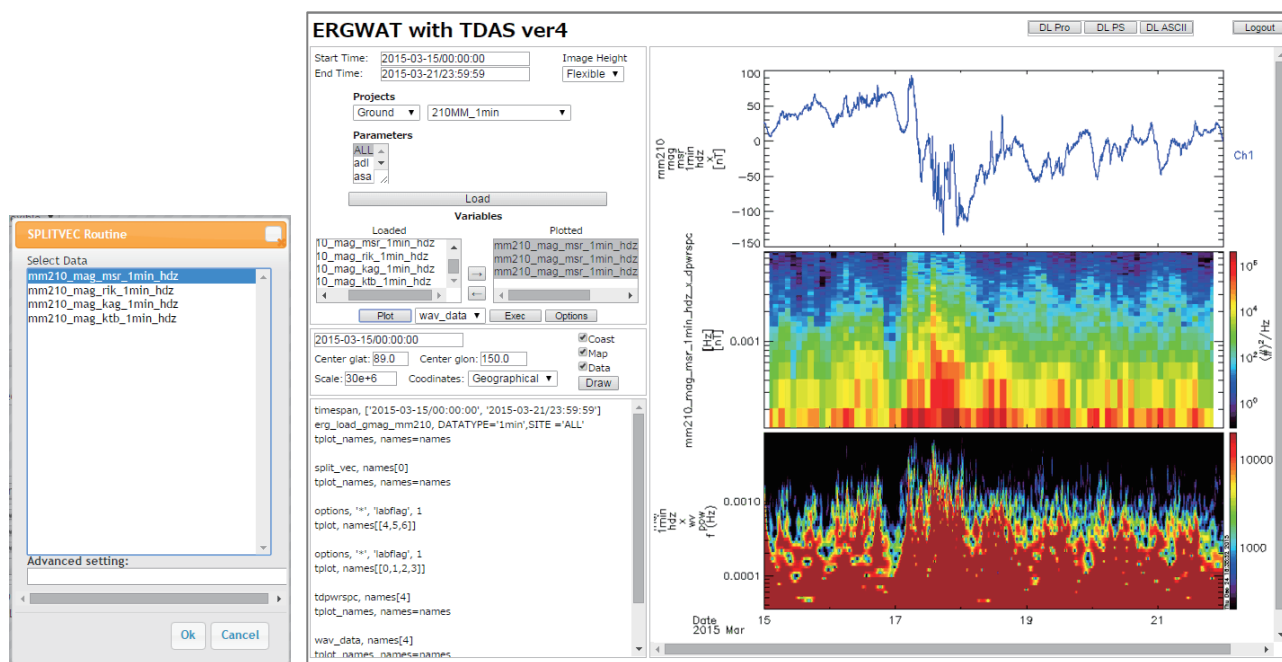 SPLITVEC Routine
Select Data
mm210_mag_msr_1min_hdz
mm210_mag_rik_1min_hdz
mm210_mag_kag_1min_hdz
mm210_mag_ktb_1min_hdz
Advanced setting:
Ok Cancel
ERGWAT with TDAS ver4
DL Pro DL PS DL ASCII Logout
Start Time: 2015-03-15/00:00:00 Image Height
End Time: 2015-03-21/23:59:59 Flexible
Projects
Ground 210MM_1min
Parameters
ALL
adl
asa
Load
Variables
Loaded Plotted
10_mag_msr_1min_hdz mm210_mag_msr_1min_hdz
10_mag_rik_1min_hdz mm210_mag_msr_1min_hdz
10_mag_kag_1min_hdz mm210_mag_msr_1min_hdz
10_mag_ktb_1min_hdz
Plot wav_data Exec Options
2015-03-15/00:00:00 Coast
Center glat: 89.0 Center glon: 150.0 Map
Data
Scale: 30e+6 Coodinates: Geographical Draw
timespan, ['2015-03-15/00:00:00', '2015-03-21/23:59:59']
erg_load_gmag_mm210, DATATYPE='1min',SITE ='ALL'
tplot_names, names=names
split_vec, names[0]
options, '*', 'labflag', 1
tplot, names[[4,5,6]]
options, '*', 'labflag', 1
tplot, names[[0,1,2,3]]
tdpwrspc, names[4]
tplot_names, names=names
wav_data, names[4]
tplot_names, names=names
mm210
mag
msr
1min
hdz
x
[nT]
100
50
0
−50
−100
−150
Ch1
mm210_mag_msr_1min_hdz_x_dpwrspc
[Hz]
[nT]
0.001
10⁶
10⁴
10²
10⁰
(#)²/Hz
1min
hdz
x
wv
pow
f (Hz)
0.0010
0.0001
10000
1000
Date 15 17 19 21
2015 Mar